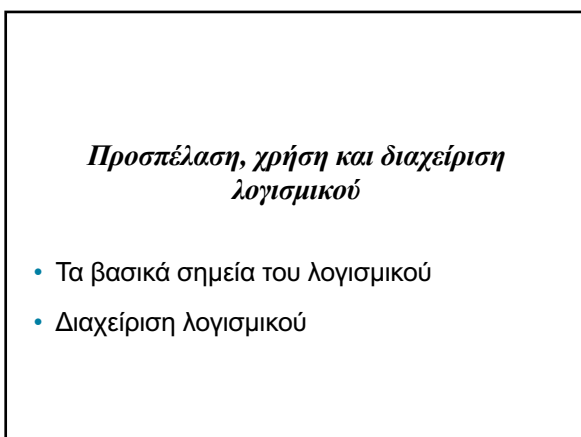 Προσπέλαση, χρήση και διαχείριση
λογισμικού
• Τα βασικά σημεία του λογισμικού
• Διαχείριση λογισμικού